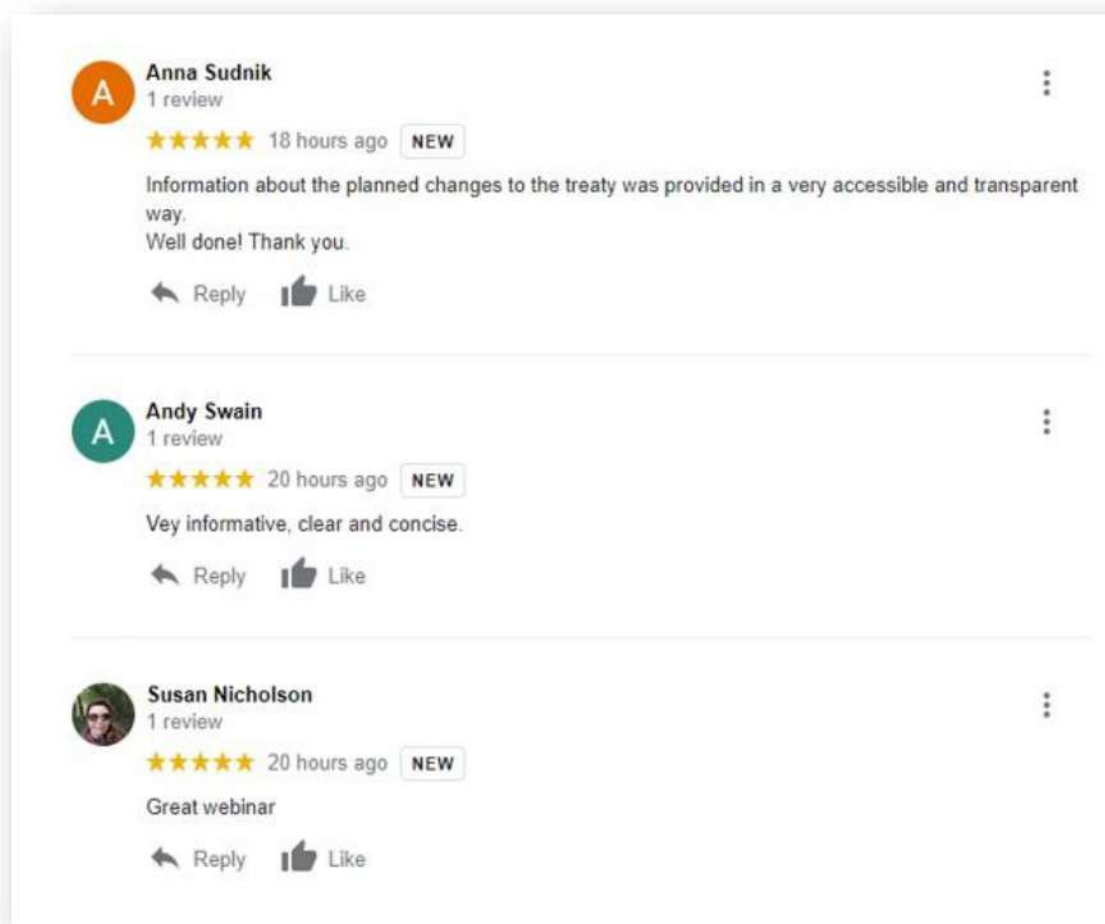 A
Anna Sudnik
1 review
18 hours ago NEW
Information about the planned changes to the treaty was provided in a very accessible and transparent
way.
Well done! Thank you.
Reply Like
A
Andy Swain
1 review
20 hours ago NEW
Vey informative, clear and concise.
Reply Like
Susan Nicholson
1 review
20 hours ago NEW
Great webinar
Reply Like